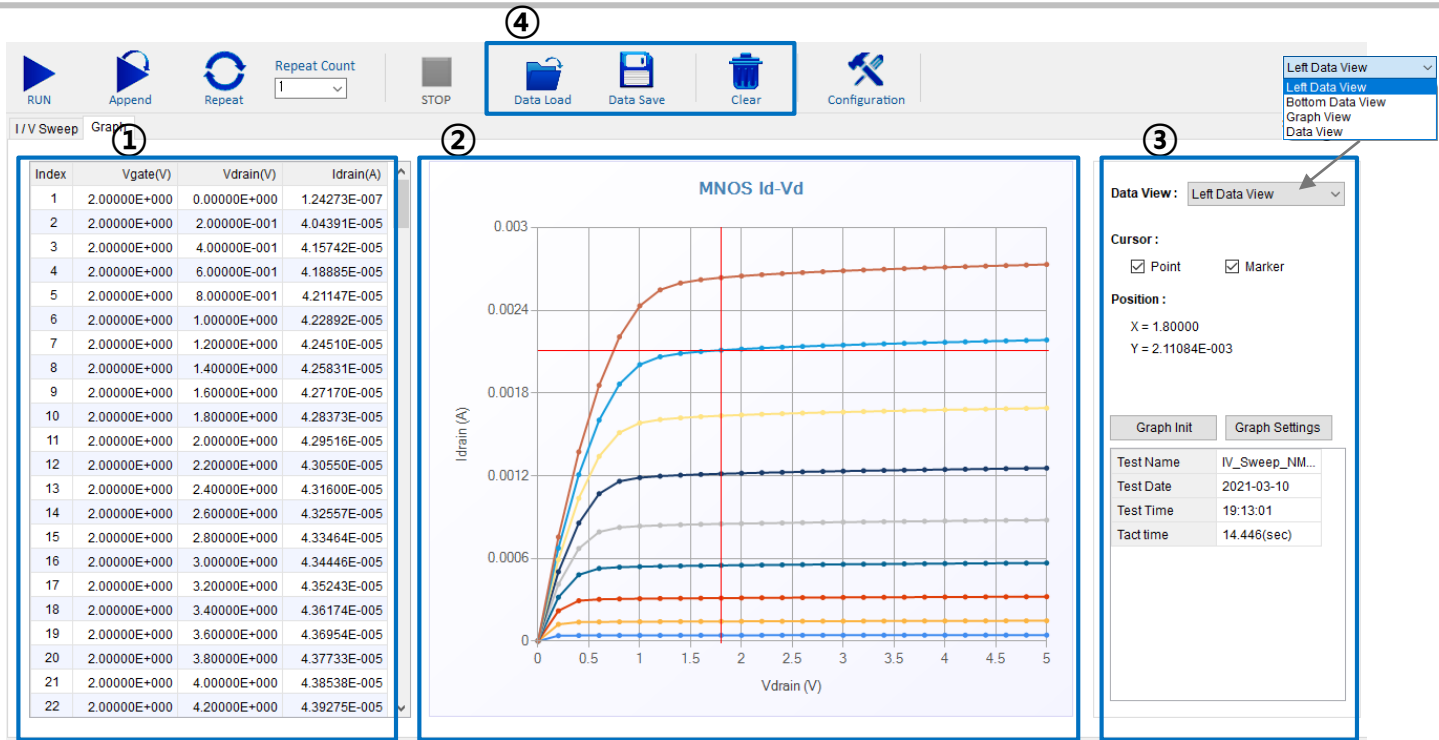 ④
Repeat Count
1
RUN
Append
Repeat
STOP
Data Load
Data Save
Clear
Configuration
Left Data View
Left Data View
Bottom Data View
Graph View
Data View
I / V Sweep
Graph
①
②
③
Index Vgate(V) Vdrain(V) Idrain(A)
1 2.00000E+000 0.00000E+000 1.24273E-007
2 2.00000E+000 2.00000E-001 4.04391E-005
3 2.00000E+000 4.00000E-001 4.15742E-005
4 2.00000E+000 6.00000E-001 4.18885E-005
5 2.00000E+000 8.00000E-001 4.21147E-005
6 2.00000E+000 1.00000E+000 4.22892E-005
7 2.00000E+000 1.20000E+000 4.24510E-005
8 2.00000E+000 1.40000E+000 4.25831E-005
9 2.00000E+000 1.60000E+000 4.27170E-005
10 2.00000E+000 1.80000E+000 4.28373E-005
11 2.00000E+000 2.00000E+000 4.29516E-005
12 2.00000E+000 2.20000E+000 4.30550E-005
13 2.00000E+000 2.40000E+000 4.31600E-005
14 2.00000E+000 2.60000E+000 4.32557E-005
15 2.00000E+000 2.80000E+000 4.33464E-005
16 2.00000E+000 3.00000E+000 4.34446E-005
17 2.00000E+000 3.20000E+000 4.35243E-005
18 2.00000E+000 3.40000E+000 4.36174E-005
19 2.00000E+000 3.60000E+000 4.36954E-005
20 2.00000E+000 3.80000E+000 4.37733E-005
21 2.00000E+000 4.00000E+000 4.38538E-005
22 2.00000E+000 4.20000E+000 4.39275E-005
MNOS Id-Vd
0.003
0.0024
0.0018
0.0012
0.0006
0
Idrain (A)
0 0.5 1 1.5 2 2.5 3 3.5 4 4.5 5
Vdrain (V)
Data View : Left Data View
Cursor :
Point Marker
Position :
X = 1.80000
Y = 2.11084E-003
Graph Init Graph Settings
Test Name IV_Sweep_NM...
Test Date 2021-03-10
Test Time 19:13:01
Tact time 14.446(sec)